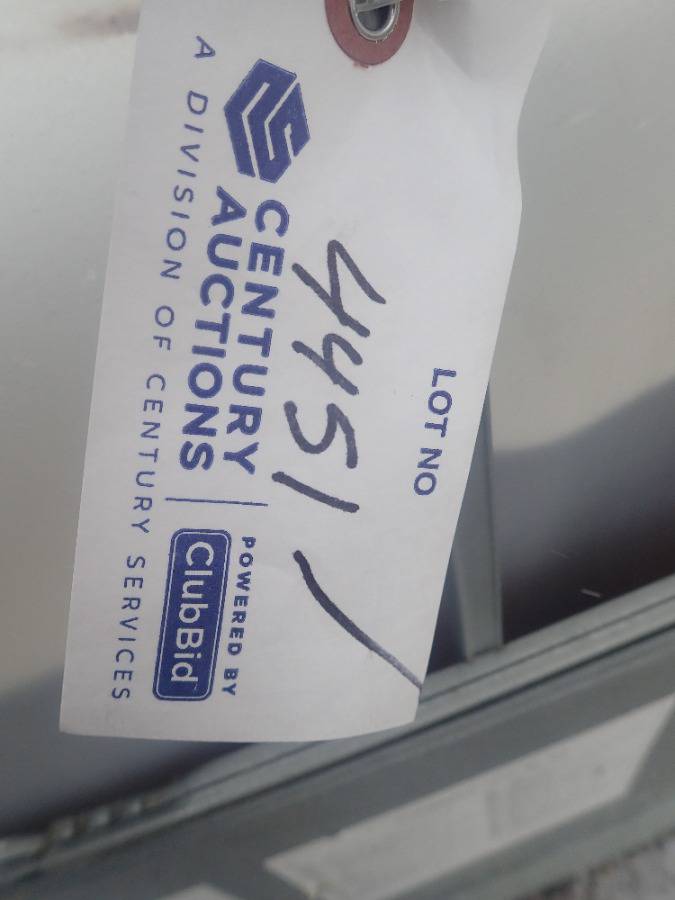 LOT NO
4451 /
CENTURY
AUCTIONS
POWERED BY
ClubBid
A DIVISION OF CENTURY SERVICES